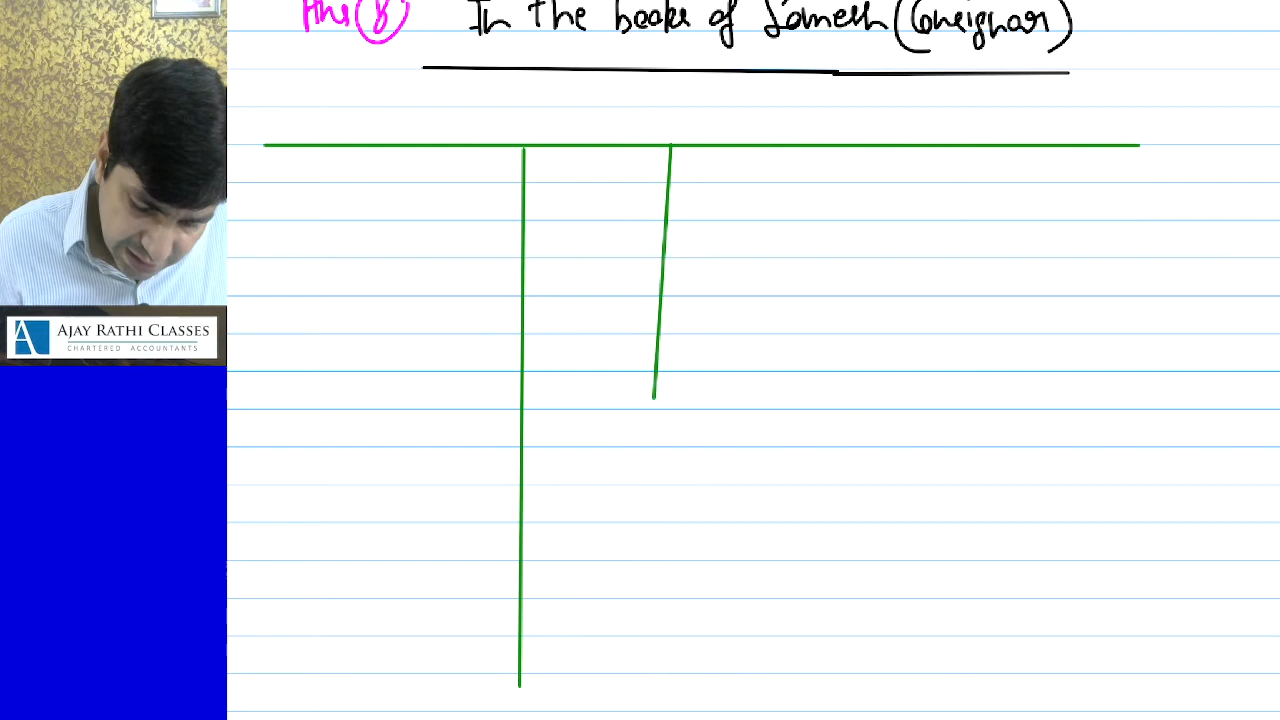 Ans (8) In the books of Somesh (Consignor)
AJAY RATHI CLASSES
CHARTERED ACCOUNTANTS